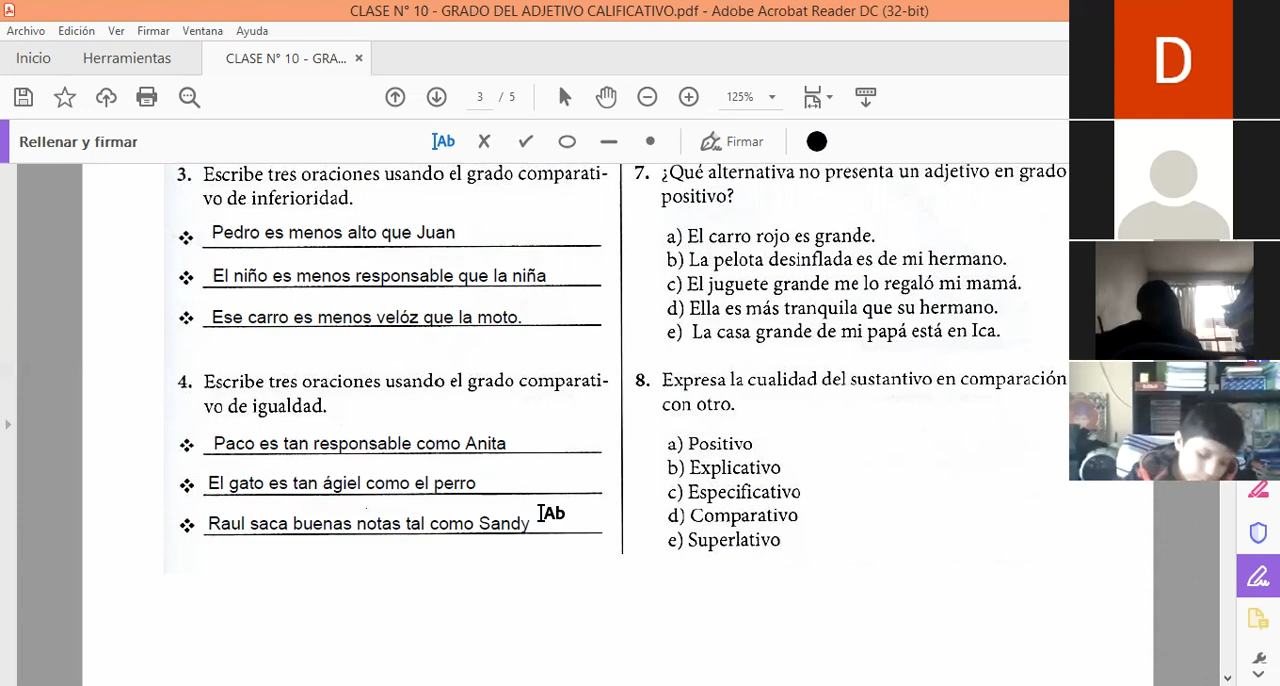 CLASE N° 10 - GRADO DEL ADJETIVO CALIFICATIVO.pdf - Adobe Acrobat Reader DC (32-bit)
Archivo Edición Ver Firmar Ventana Ayuda
Inicio Herramientas CLASE N° 10 - GRA... ×
3 / 5 125%
Rellenar y firmar Ab Firmar
3. Escribe tres oraciones usando el grado comparati-
vo de inferioridad.
Pedro es menos alto que Juan
El niño es menos responsable que la niña
Ese carro es menos velóz que la moto.
4. Escribe tres oraciones usando el grado comparati-
vo de igualdad.
Paco es tan responsable como Anita
El gato es tan ágiel como el perro
Raul saca buenas notas tal como Sandy
Ab
7. ¿Qué alternativa no presenta un adjetivo en grado
positivo?
a) El carro rojo es grande.
b) La pelota desinflada es de mi hermano.
c) El juguete grande me lo regaló mi mamá.
d) Ella es más tranquila que su hermano.
e) La casa grande de mi papá está en Ica.
8. Expresa la cualidad del sustantivo en comparación
con otro.
a) Positivo
b) Explicativo
c) Especificativo
d) Comparativo
e) Superlativo
D